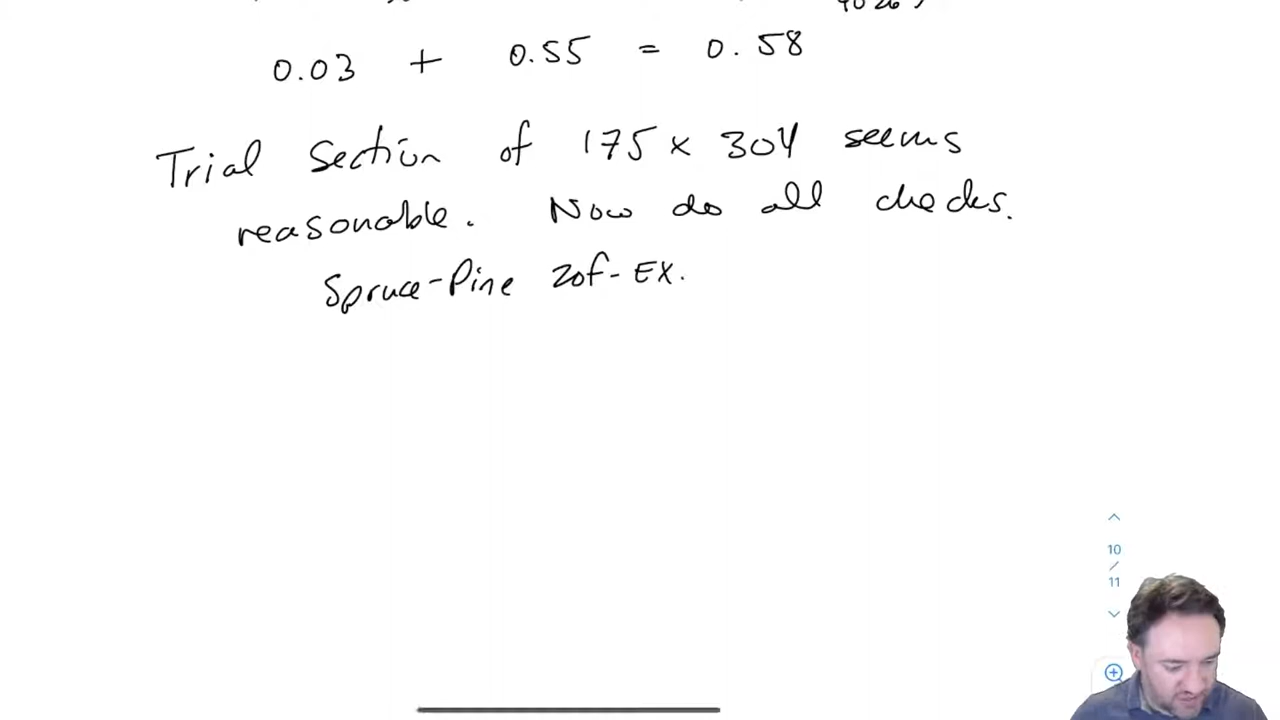 0.03 + 0.55 = 0.58
Trial Section of 175 x 304 seems
reasonable. Now do all checks.
Spruce-Pine 20f-EX.
10
/
11